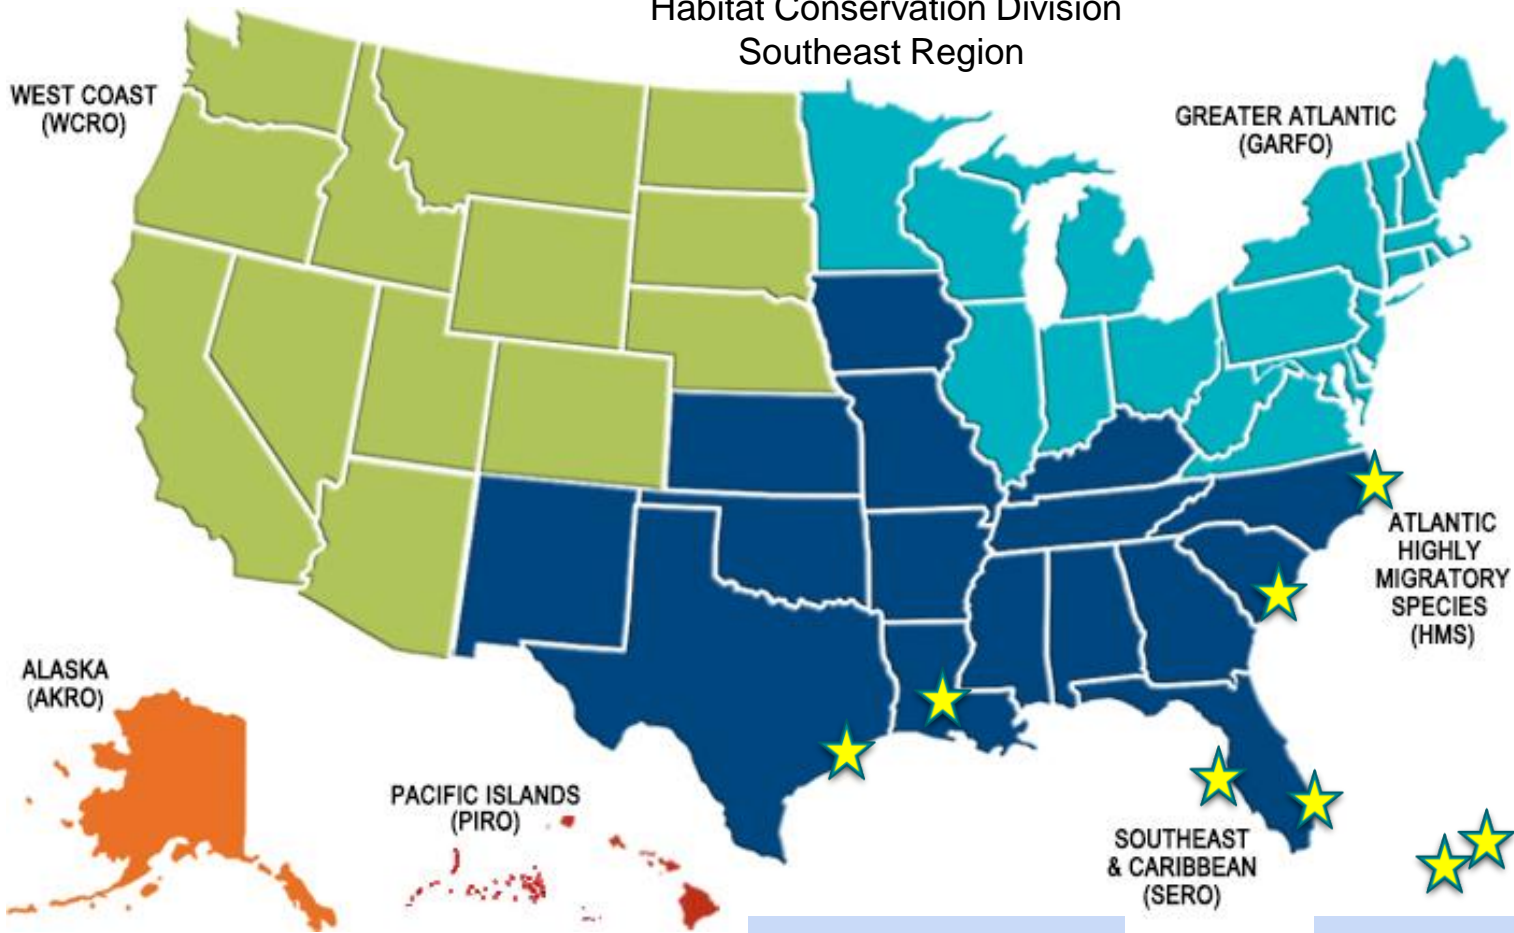 Habitat Conservation Division
Southeast Region
WEST COAST
(WCRO)
GREATER ATLANTIC
(GARFO)
ATLANTIC
HIGHLY
MIGRATORY
SPECIES
(HMS)
ALASKA
(AKRO)
PACIFIC ISLANDS
(PIRO)
SOUTHEAST
& CARIBBEAN
(SERO)